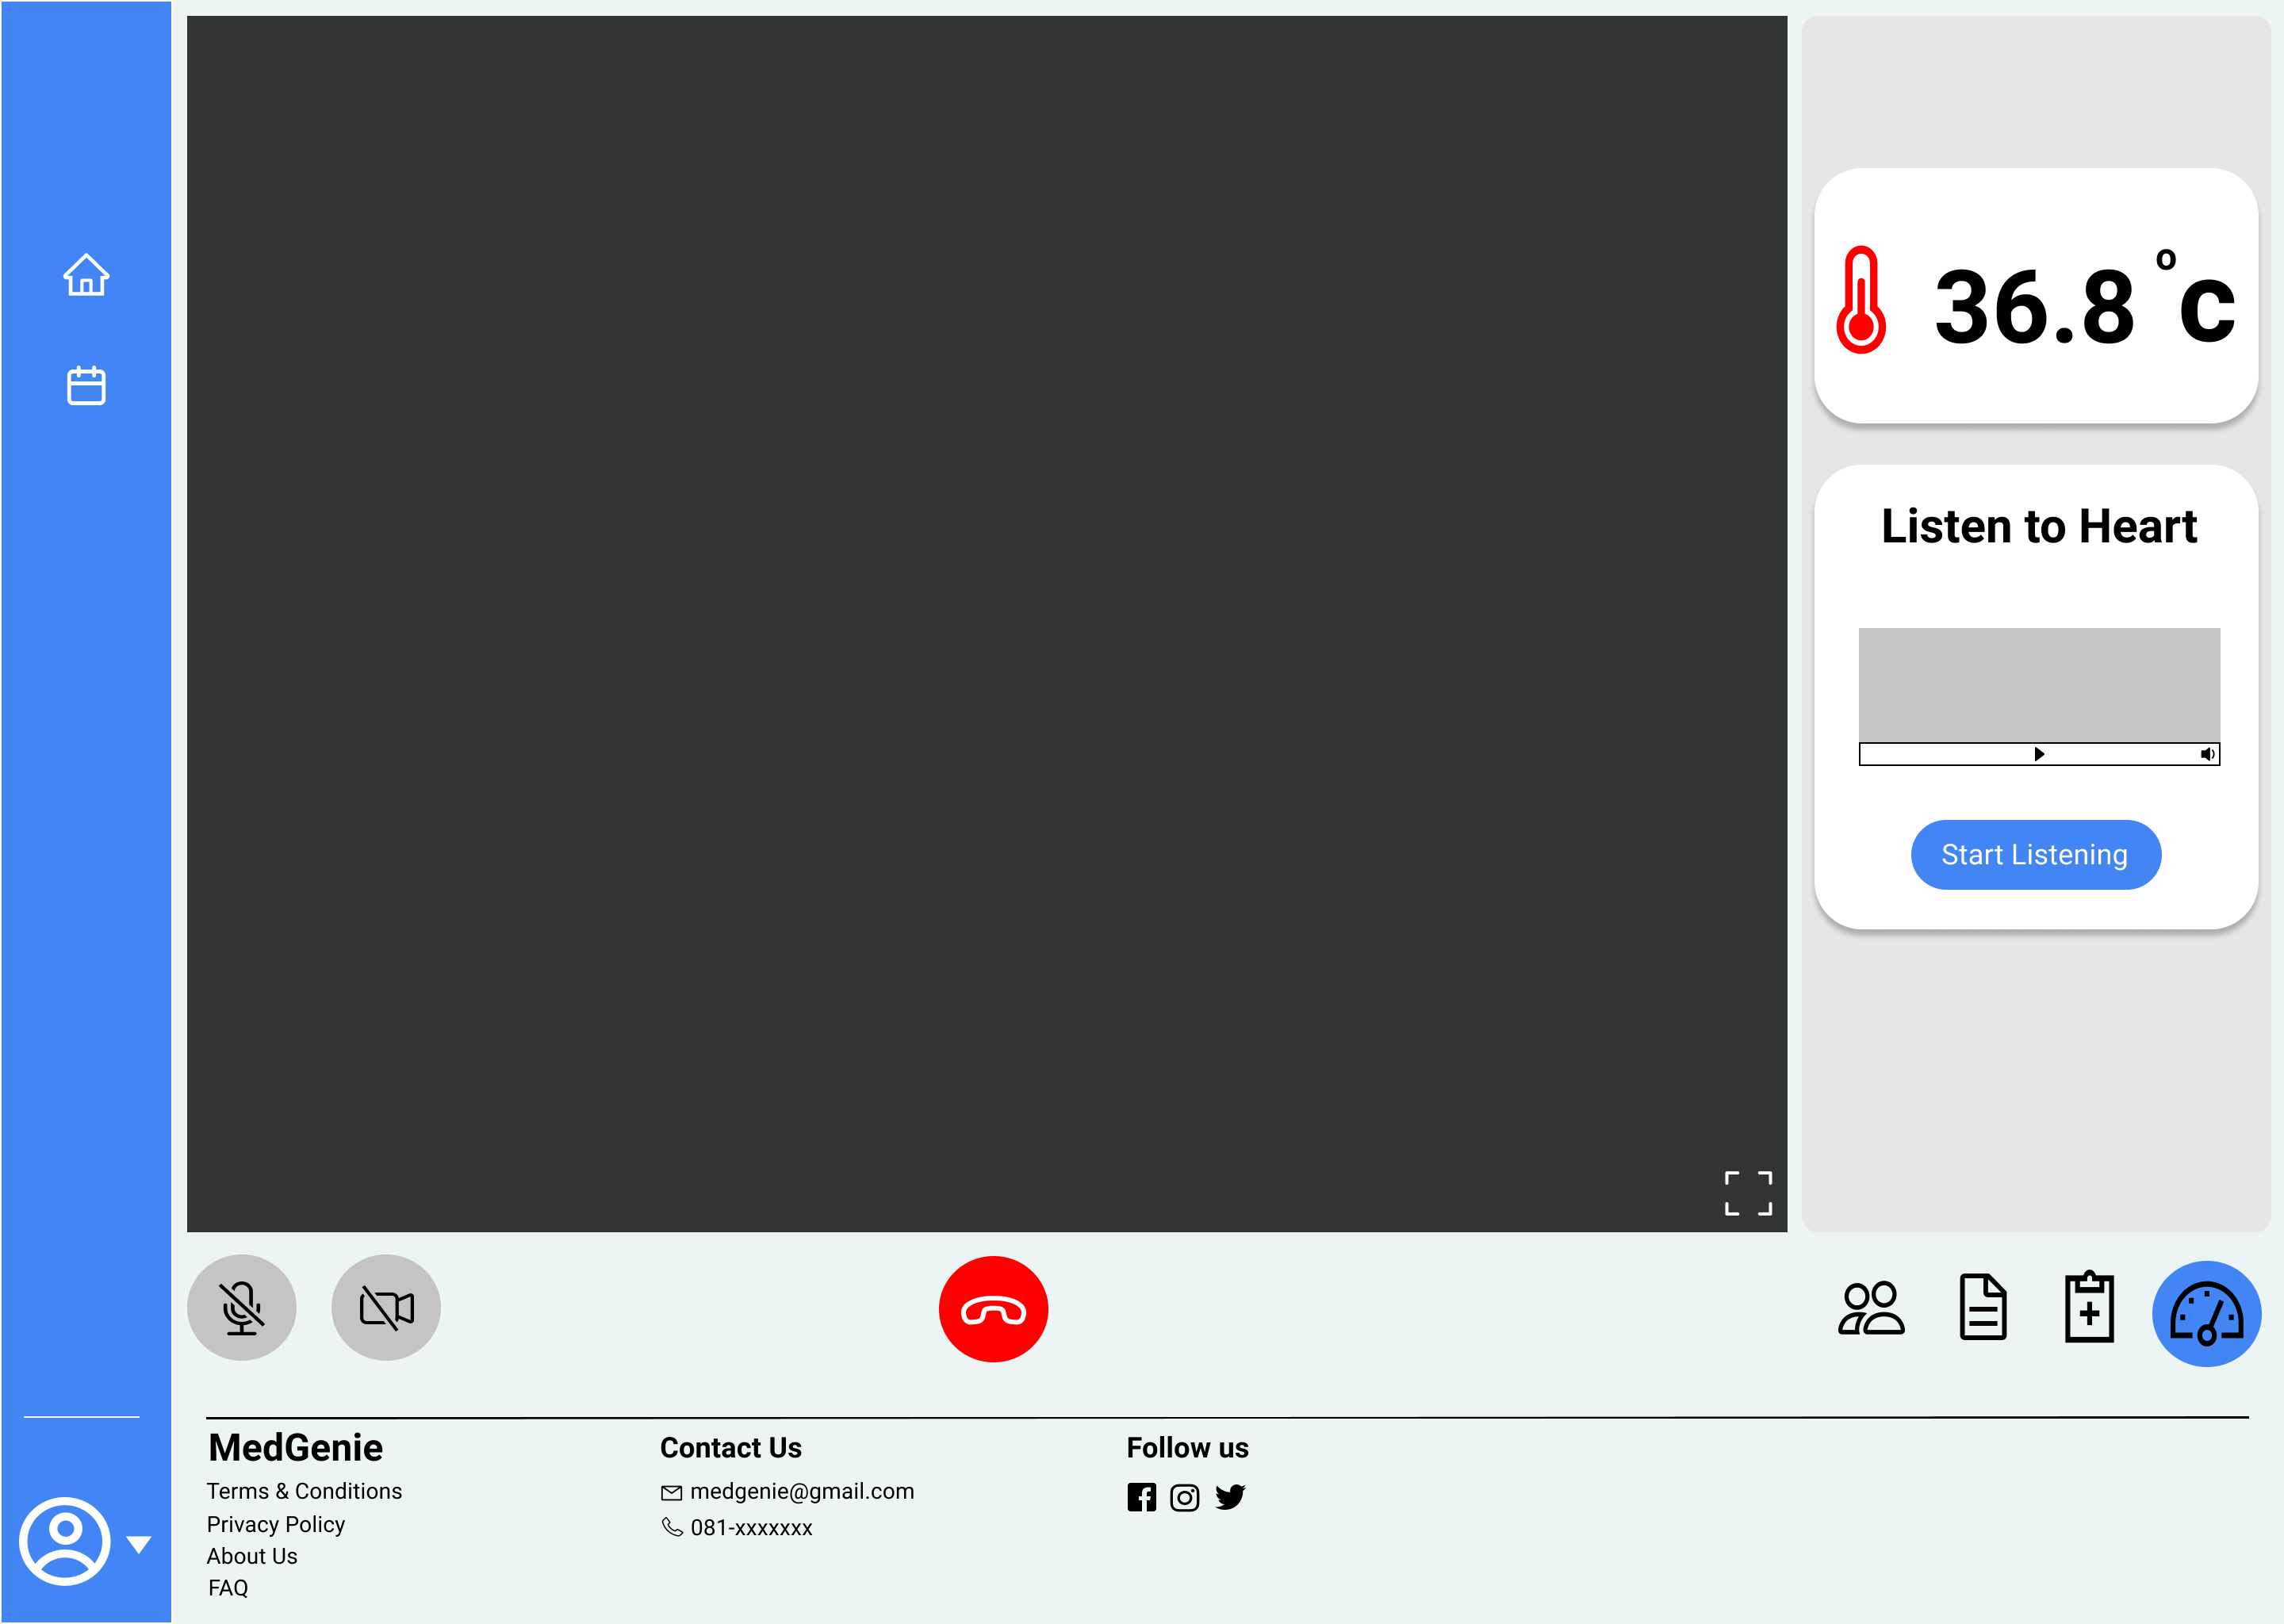 36.8 °c
Listen to Heart
Start Listening
MedGenie
Terms & Conditions
Privacy Policy
About Us
FAQ
Contact Us
medgenie@gmail.com
081-xxxxxxx
Follow us